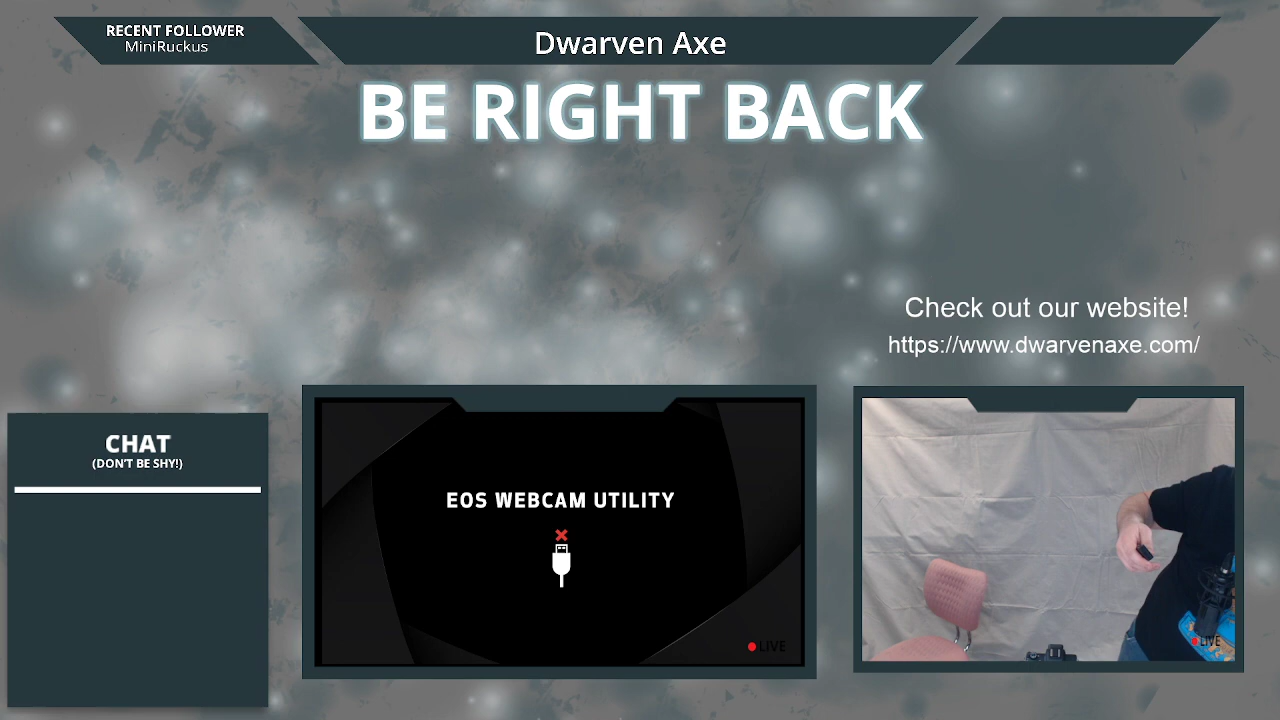 RECENT FOLLOWER
MiniRuckus
Dwarven Axe
BE RIGHT BACK
Check out our website!
https://www.dwarvenaxe.com/
CHAT
(DON'T BE SHY!)
EOS WEBCAM UTILITY
LIVE
LIVE